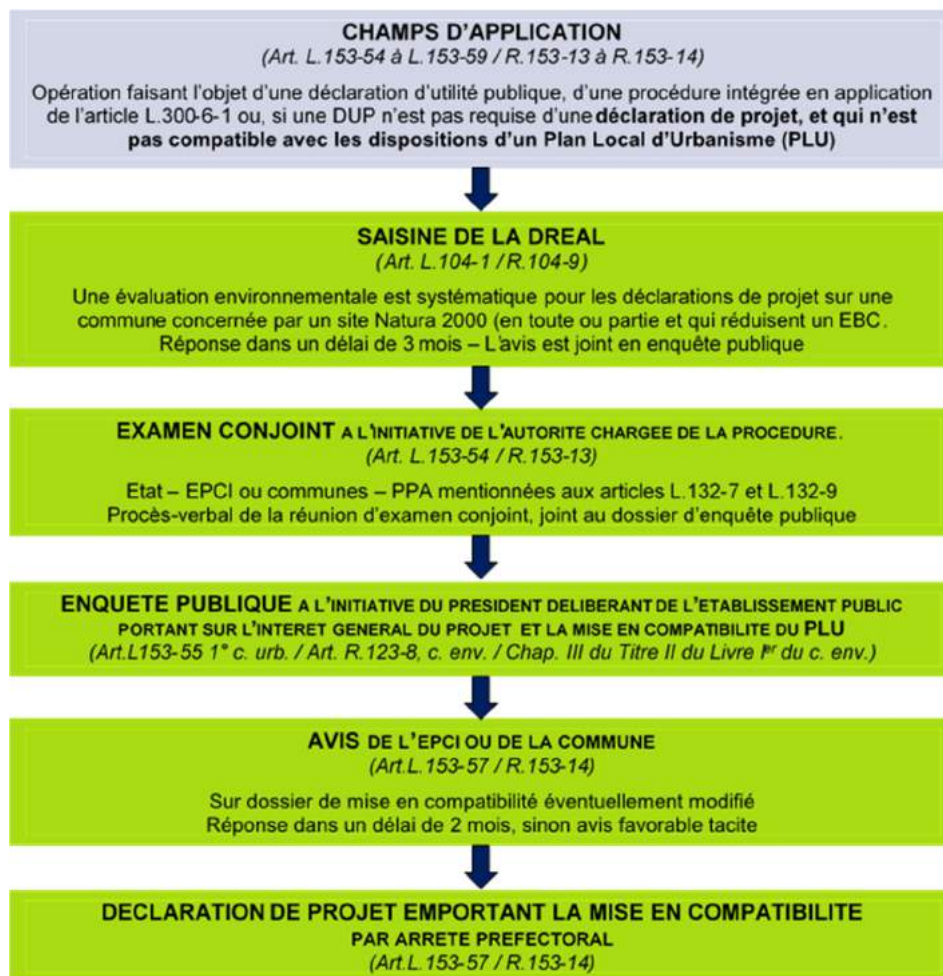 CHAMPS D'APPLICATION
(Art. L.153-54 à L.153-59 / R.153-13 à R.153-14)
Opération faisant l'objet d'une déclaration d'utilité publique, d'une procédure intégrée en application
de l'article L.300-6-1 ou, si une DUP n'est pas requise d'une déclaration de projet, et qui n'est
pas compatible avec les dispositions d'un Plan Local d'Urbanisme (PLU)
SAISINE DE LA DREAL
(Art. L.104-1 / R.104-9)
Une évaluation environnementale est systématique pour les déclarations de projet sur une
commune concernée par un site Natura 2000 (en toute ou partie et qui réduisent un EBC.
Réponse dans un délai de 3 mois – L'avis est joint en enquête publique
EXAMEN CONJOINT A L'INITIATIVE DE L'AUTORITE CHARGEE DE LA PROCEDURE.
(Art. L.153-54 / R.153-13)
Etat – EPCI ou communes – PPA mentionnées aux articles L.132-7 et L.132-9
Procès-verbal de la réunion d'examen conjoint, joint au dossier d'enquête publique
ENQUETE PUBLIQUE A L'INITIATIVE DU PRESIDENT DELIBERANT DE L'ETABLISSEMENT PUBLIC
PORTANT SUR L'INTERET GENERAL DU PROJET ET LA MISE EN COMPATIBILITE DU PLU
(Art.L153-55 1° c. urb. / Art. R.123-8, c. env. / Chap. III du Titre II du Livre Ier du c. env.)
AVIS DE L'EPCI OU DE LA COMMUNE
(Art.L.153-57 / R.153-14)
Sur dossier de mise en compatibilité éventuellement modifié
Réponse dans un délai de 2 mois, sinon avis favorable tacite
DECLARATION DE PROJET EMPORTANT LA MISE EN COMPATIBILITE
PAR ARRETE PREFECTORAL
(Art.L.153-57 / R.153-14)